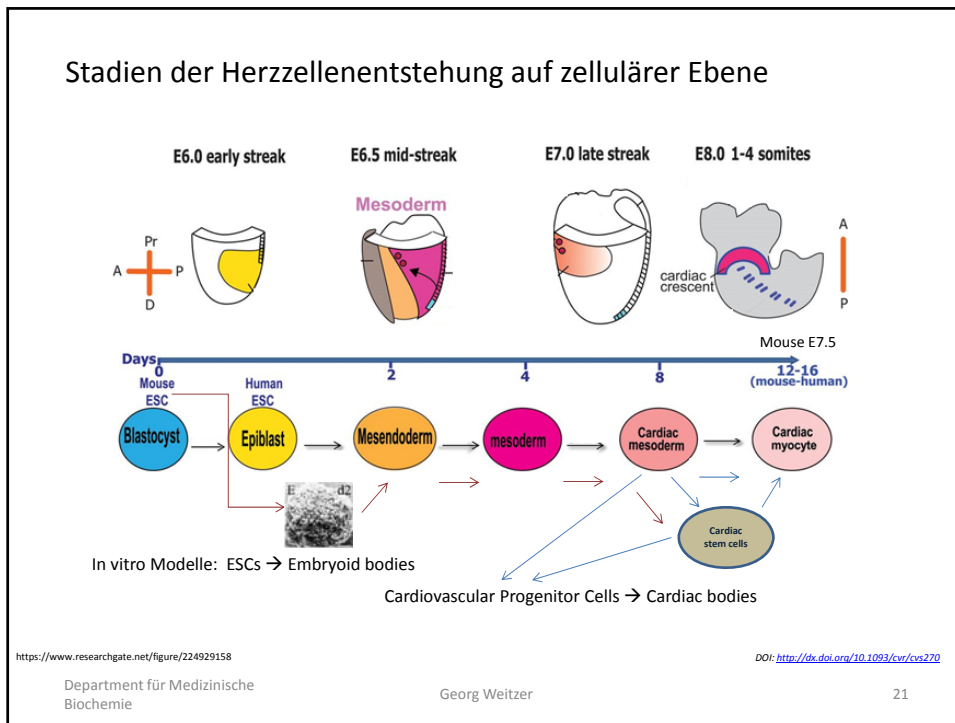 Stadien der Herzzellenentstehung auf zellulärer Ebene
E6.0 early streak
E6.5 mid-streak
E7.0 late streak
E8.0 1-4 somites
Mesoderm
Pr
A
P
D
cardiac
crescent
A
P
Mouse E7.5
Days
0
2
4
8
12-16
(mouse-human)
Mouse
ESC
Human
ESC
Blastocyst
Epiblast
Mesendoderm
mesoderm
Cardiac
mesoderm
Cardiac
myocyte
E
d2
Cardiac
stem cells
In vitro Modelle: ESCs → Embryoid bodies
Cardiovascular Progenitor Cells → Cardiac bodies
https://www.researchgate.net/figure/224929158
DOI: http://dx.doi.org/10.1093/cvr/cvs270
Department für Medizinische
Biochemie
Georg Weitzer
21